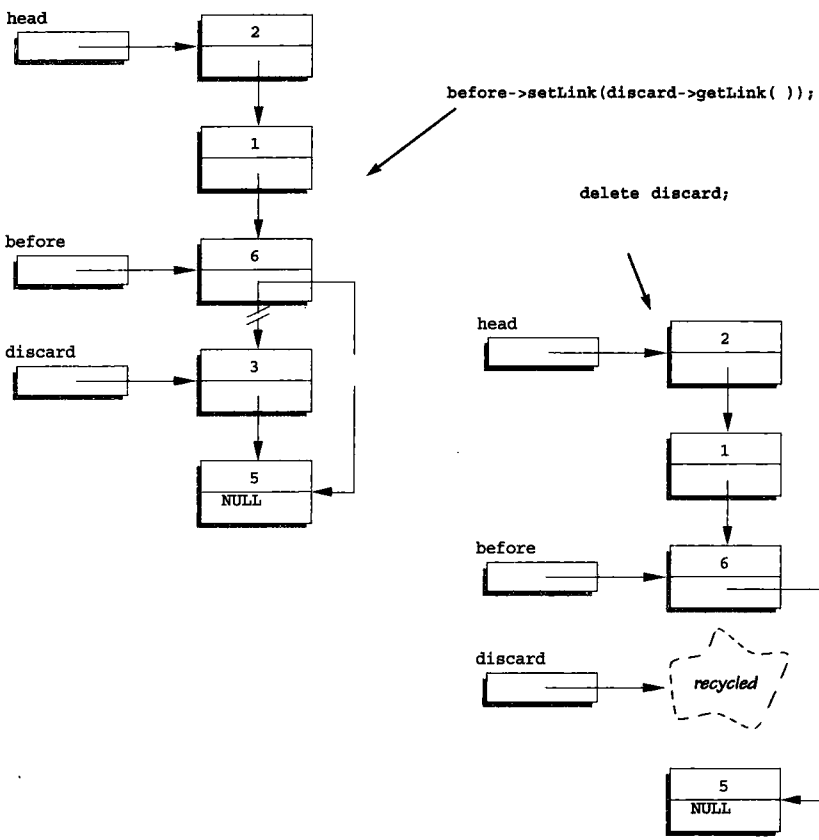 head
2
before->setLink(discard->getLink( ));
1
delete discard;
before
6
head
2
discard
3
1
5
NULL
before
6
discard
recycled
5
NULL